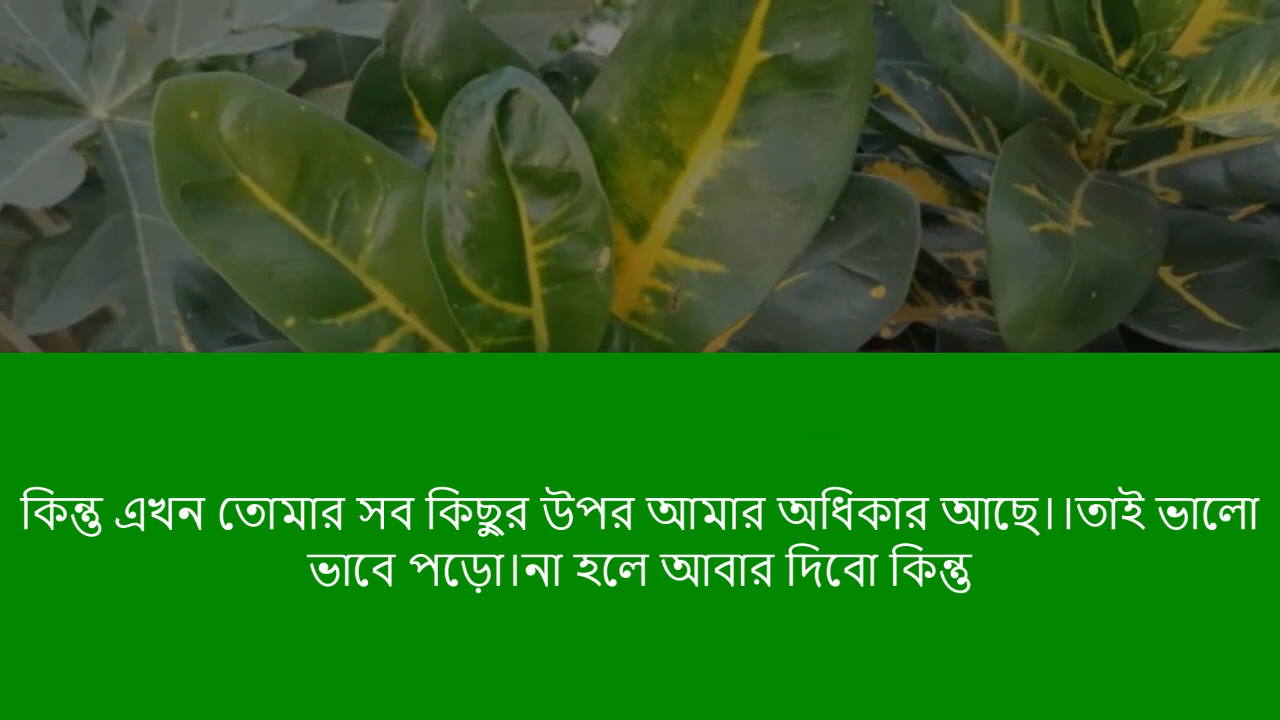 কিন্তু এখন তোমার সব কিছুর উপর আমার অধিকার আছে।।তাই ভালো
ভাবে পড়ো।না হলে আবার দিবো কিন্তু